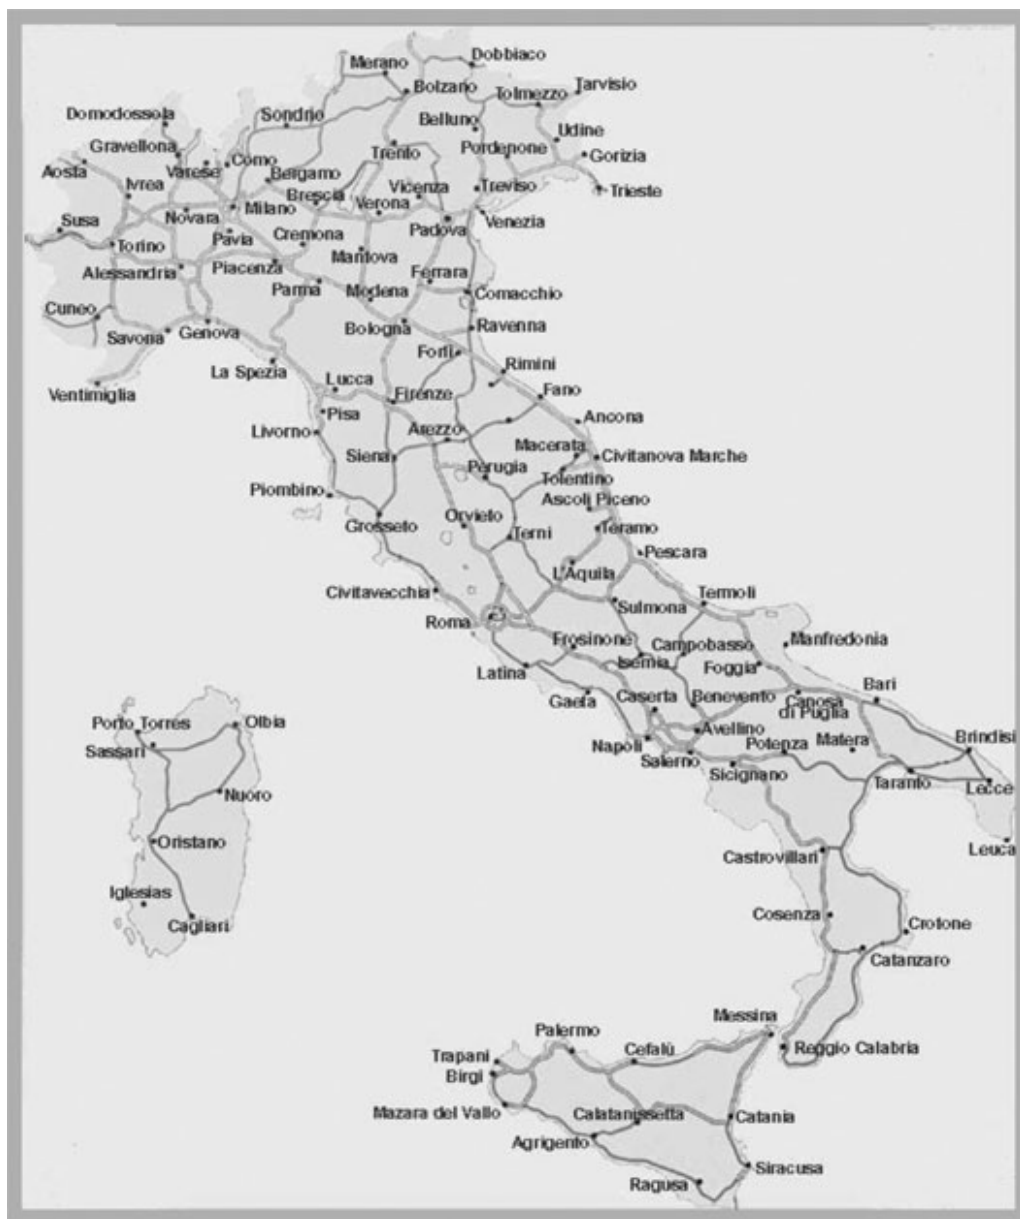 Dobbiaco
Merano
Bolzano
Tarvisio
Tolmezzo
Domodossola
Sondrio
Belluno
Udine
Gravellona
Trento
Pordenone
Gorizia
Aosta
Varese
Como
Bergamo
Ivrea
Brescia
Vicenza
Treviso
Trieste
Novara
Milano
Verona
Venezia
Susa
Pavia
Cremona
Padova
Torino
Mantova
Alessandria
Piacenza
Ferrara
Parma
Modena
Comacchio
Cuneo
Savona
Genova
Bologna
Ravenna
Forlì
La Spezia
Rimini
Ventimiglia
Lucca
Firenze
Fano
Pisa
Ancona
Livorno
Arezzo
Macerata
Siena
Civitanova Marche
Perugia
Tolentino
Piombino
Ascoli Piceno
Grosseto
Orvieto
Terni
Teramo
Pescara
L'Aquila
Civitavecchia
Sulmona
Termoli
Roma
Frosinone
Campobasso
Manfredonia
Isernia
Latina
Foggia
Gaeta
Caserta
Benevento
Canosa
di Puglia
Bari
Porto Torres
Olbia
Sassari
Napoli
Avellino
Potenza
Matera
Brindisi
Salerno
Sicignano
Taranto
Lecce
Nuoro
Oristano
Castrovillari
Leuca
Iglesias
Cagliari
Cosenza
Crotone
Catanzaro
Messina
Palermo
Cefalù
Reggio Calabria
Trapani
Birgi
Mazara del Vallo
Calatanissetta
Catania
Agrigento
Siracusa
Ragusa